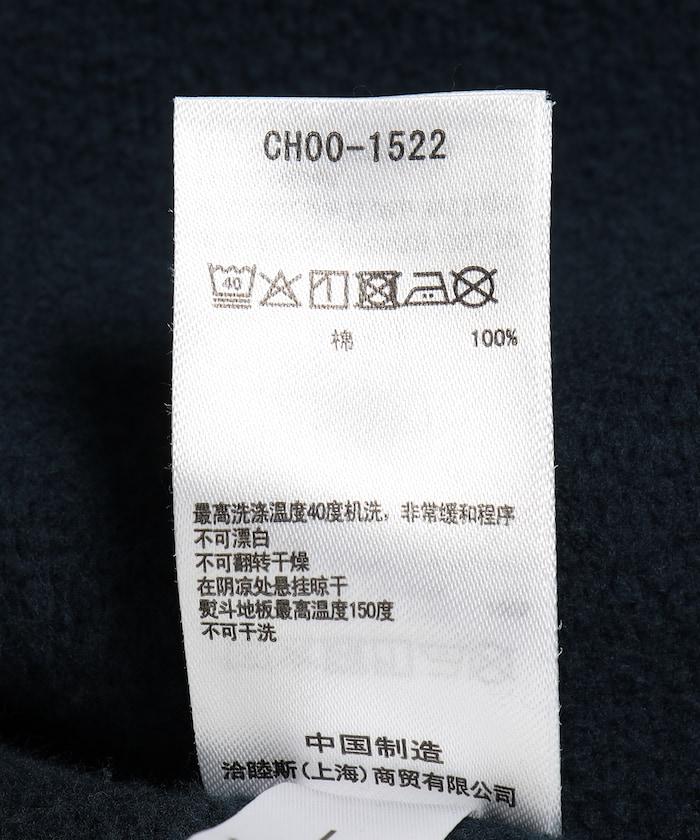 CH00-1522
40
棉 100%
最高洗涤温度40度机洗，非常缓和程序
不可漂白
不可翻转干燥
在阴凉处悬挂晾干
熨斗地板最高温度150度
不可干洗
中国制造
洽睦斯(上海)商贸有限公司